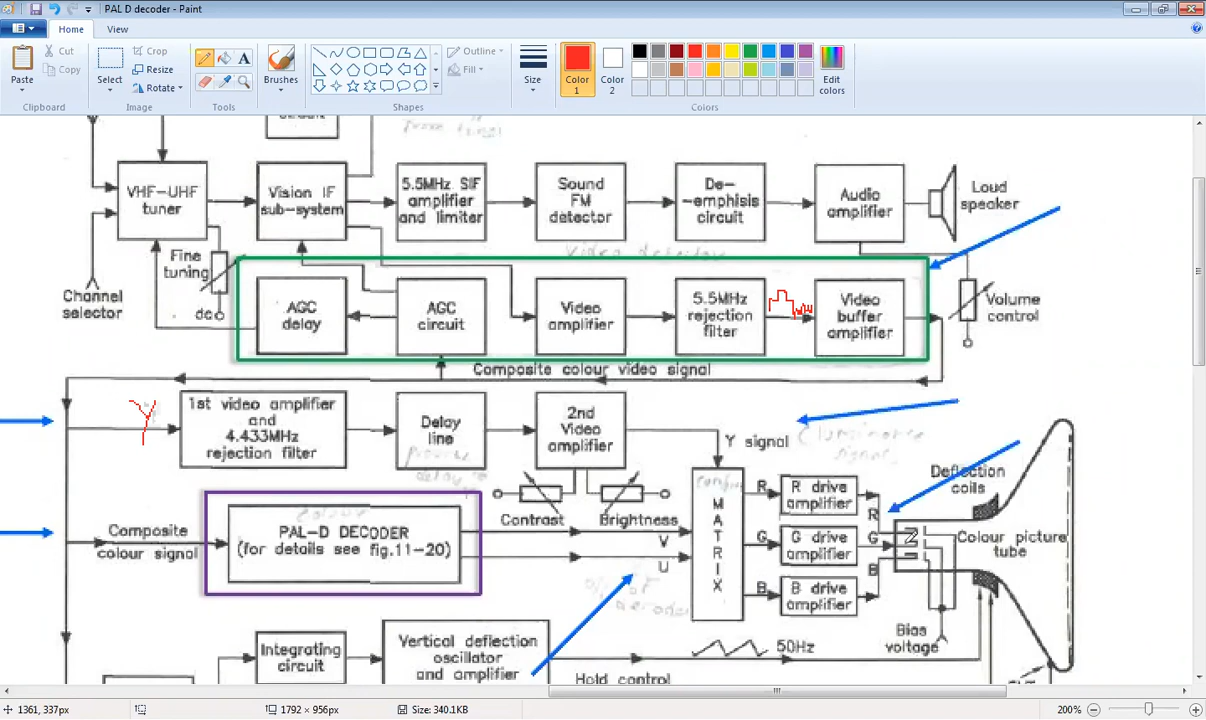 PAL D decoder - Paint
Home
View
Paste
Cut
Copy
Clipboard
Select
Crop
Resize
Rotate
Image
A
Tools
Brushes
Outline
Fill
Shapes
Size
Color 1
Color 2
Edit colors
Colors
VHF-UHF tuner
Vision IF sub-system
5.5MHz SIF amplifier and limiter
Sound FM detector
De-emphisis circuit
Audio amplifier
Loud speaker
Fine tuning
dc
Channel selector
Video detector
AGC delay
AGC circuit
Video amplifier
5.5MHz rejection filter
Video buffer amplifier
Volume control
Composite colour video signal
Y
1st video amplifier and 4.433MHz rejection filter
Delay line
2nd Video amplifier
Y signal
Contrast
Brightness
Composite colour signal
PAL-D DECODER
(for details see fig.11-20)
V
U
MATRIX
R
G
B
R drive amplifier
G drive amplifier
B drive amplifier
R
G
B
Deflection coils
Colour picture tube
Bias voltage
Integrating circuit
Vertical deflection oscillator and amplifier
50Hz
Hold control
1361, 337px
1792 × 956px
Size: 340.1KB
200%